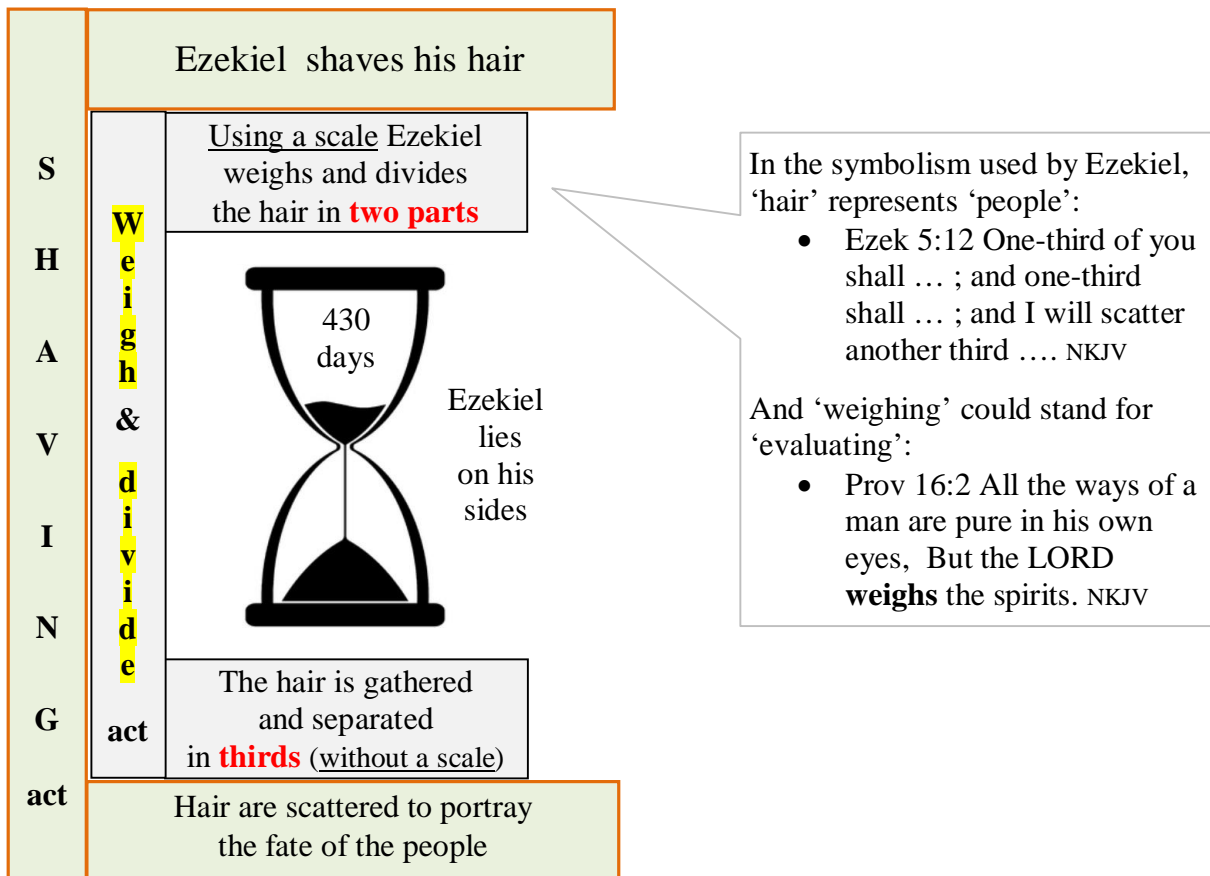 Ezekiel shaves his hair
S
H
A
V
I
N
G
act
W
e
i
g
h
&
d
i
v
i
d
e
act
Using a scale Ezekiel
weighs and divides
the hair in two parts
430
days
Ezekiel
lies
on his
sides
The hair is gathered
and separated
in thirds (without a scale)
Hair are scattered to portray
the fate of the people
In the symbolism used by Ezekiel,
‘hair’ represents ‘people’:
• Ezek 5:12 One-third of you
shall … ; and one-third
shall … ; and I will scatter
another third …. NKJV
And ‘weighing’ could stand for
‘evaluating’:
• Prov 16:2 All the ways of a
man are pure in his own
eyes, But the LORD
weighs the spirits. NKJV